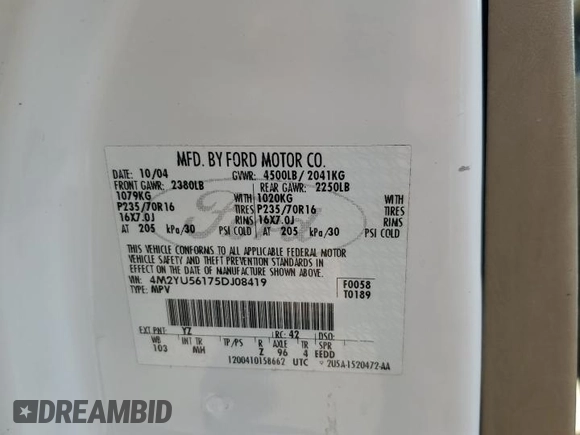 MFD. BY FORD MOTOR CO.
DATE: 10/04 GVWR: 4500LB/ 2041KG
FRONT GAWR: 2380LB REAR GAWR: 2250LB
1079KG WITH 1020KG WITH
P235/70R16 TIRES P235/70R16 TIRES
16X7.0J RIMS 16X7.0J RIMS
AT 205 kPa/30 PSI COLD AT 205 kPa/30 PSI COLD
THIS VEHICLE CONFORMS TO ALL APPLICABLE FEDERAL MOTOR
VEHICLE SAFETY AND THEFT PREVENTION STANDARDS IN
EFFECT ON THE DATE OF MANUFACTURE SHOWN ABOVE.
VIN: 4M2YU56175DJ08419 F0058
TYPE: MPV T0189
Ford
EXT PNT: YZ RC: 42 DSO:
WB INT TR TP/PS R AXLE TR SPR
103 MH Z 96 4 EEDD
1200410158662 UTC 2U5A-1520472-AA
DREAMBID